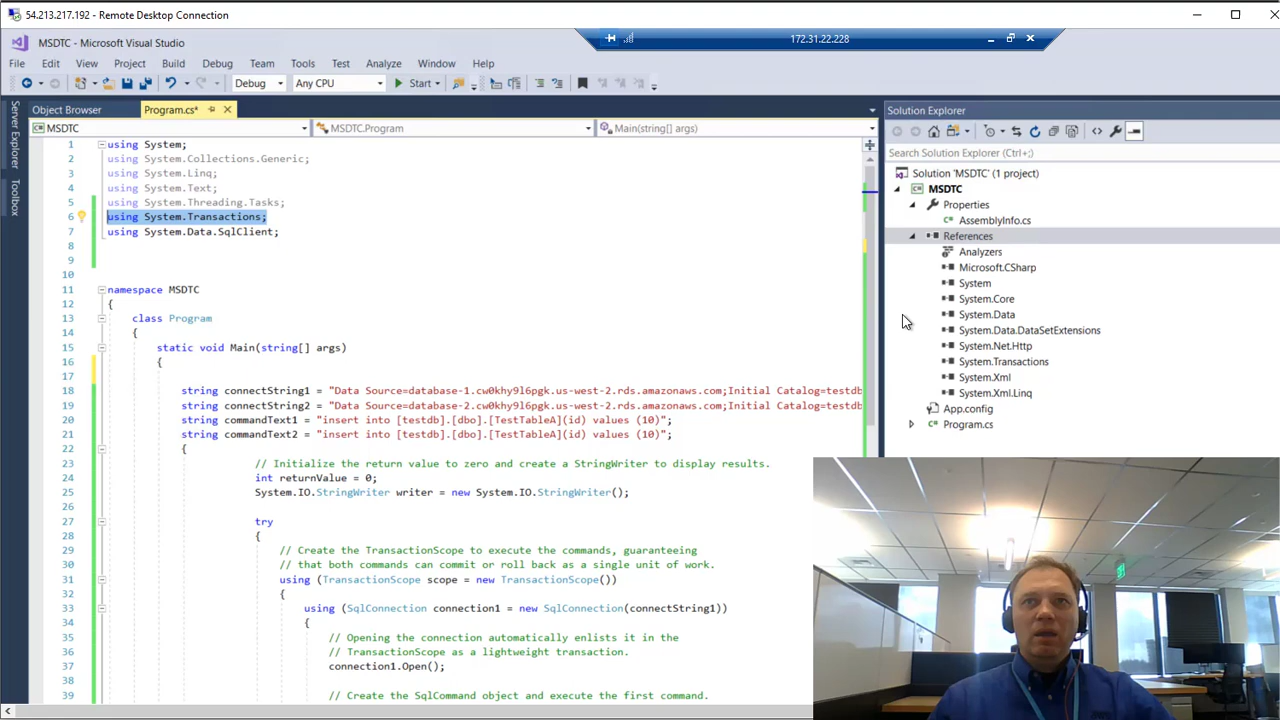 54.213.217.192 - Remote Desktop Connection
172.31.22.228
MSDTC - Microsoft Visual Studio
File Edit View Project Build Debug Team Tools Test Analyze Window Help
Debug Any CPU Start
Server Explorer
Toolbox
Object Browser Program.cs*
MSDTC MSDTC.Program Main(string[] args)
1 using System;
2 using System.Collections.Generic;
3 using System.Linq;
4 using System.Text;
5 using System.Threading.Tasks;
6 using System.Transactions;
7 using System.Data.SqlClient;
8
9
10
11 namespace MSDTC
12 {
13 class Program
14 {
15 static void Main(string[] args)
16 {
17
18 string connectString1 = "Data Source=database-1.cw0khy9l6pgk.us-west-2.rds.amazonaws.com;Initial Catalog=testdb
19 string connectString2 = "Data Source=database-2.cw0khy9l6pgk.us-west-2.rds.amazonaws.com;Initial Catalog=testdb
20 string commandText1 = "insert into [testdb].[dbo].[TestTableA](id) values (10)";
21 string commandText2 = "insert into [testdb].[dbo].[TestTableA](id) values (10)";
22 {
23 // Initialize the return value to zero and create a StringWriter to display results.
24 int returnValue = 0;
25 System.IO.StringWriter writer = new System.IO.StringWriter();
26
27 try
28 {
29 // Create the TransactionScope to execute the commands, guaranteeing
30 // that both commands can commit or roll back as a single unit of work.
31 using (TransactionScope scope = new TransactionScope())
32 {
33 using (SqlConnection connection1 = new SqlConnection(connectString1))
34 {
35 // Opening the connection automatically enlists it in the
36 // TransactionScope as a lightweight transaction.
37 connection1.Open();
38
39 // Create the SqlCommand object and execute the first command.
Solution Explorer
Search Solution Explorer (Ctrl+;)
Solution 'MSDTC' (1 project)
MSDTC
Properties
AssemblyInfo.cs
References
Analyzers
Microsoft.CSharp
System
System.Core
System.Data
System.Data.DataSetExtensions
System.Net.Http
System.Transactions
System.Xml
System.Xml.Linq
App.config
Program.cs